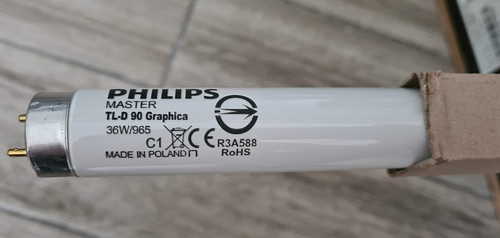 PHILIPS
MASTER
TL-D 90 Graphica
36W/965
C1 CE R3A588
MADE IN POLAND RoHS